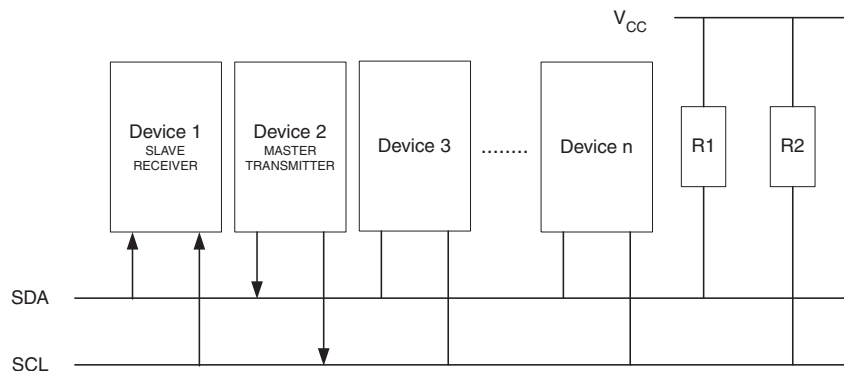 VCC
Device 1
SLAVE
RECEIVER
Device 2
MASTER
TRANSMITTER
Device 3
........
Device n
R1
R2
SDA
SCL